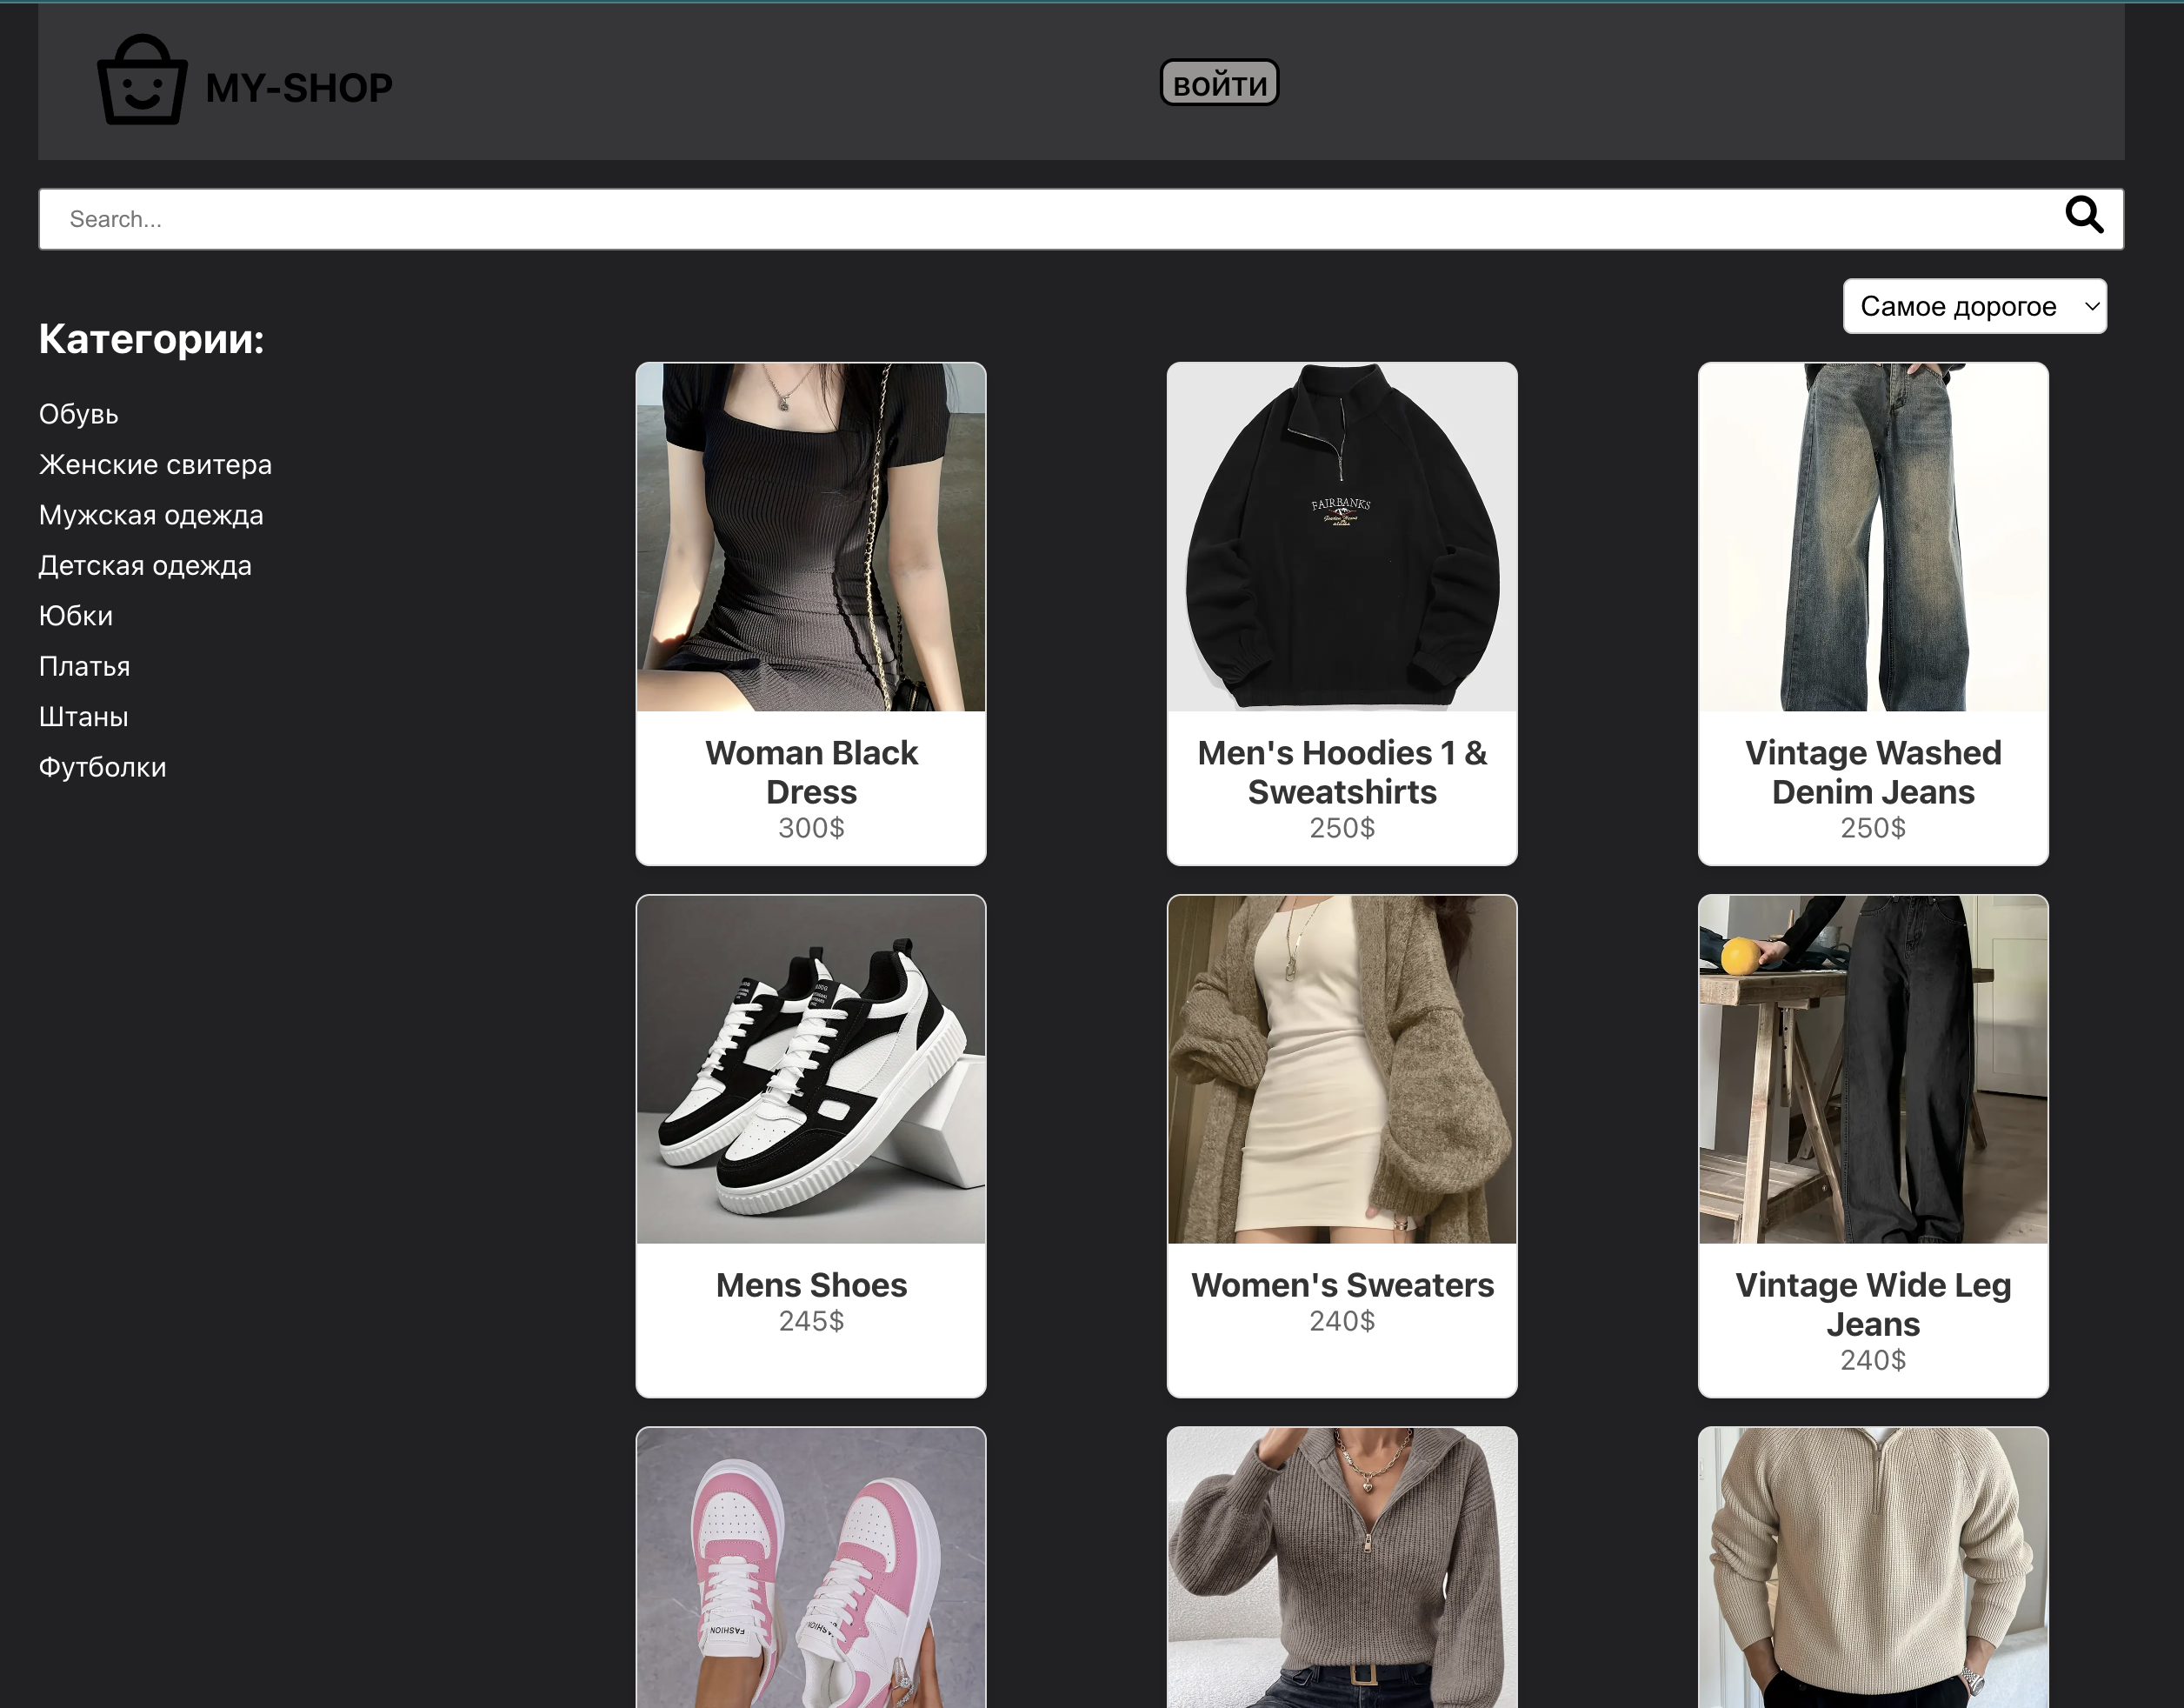 MY-SHOP
ВОЙТИ
Search...
Самое дорогое
Категории:
Обувь
Женские свитера
Мужская одежда
Детская одежда
Юбки
Платья
Штаны
Футболки
FAIRBANKS
Woman Black
Dress
300$
Men's Hoodies 1 &
Sweatshirts
250$
Vintage Washed
Denim Jeans
250$
Mens Shoes
245$
Women's Sweaters
240$
Vintage Wide Leg
Jeans
240$
FASHION
FASHION